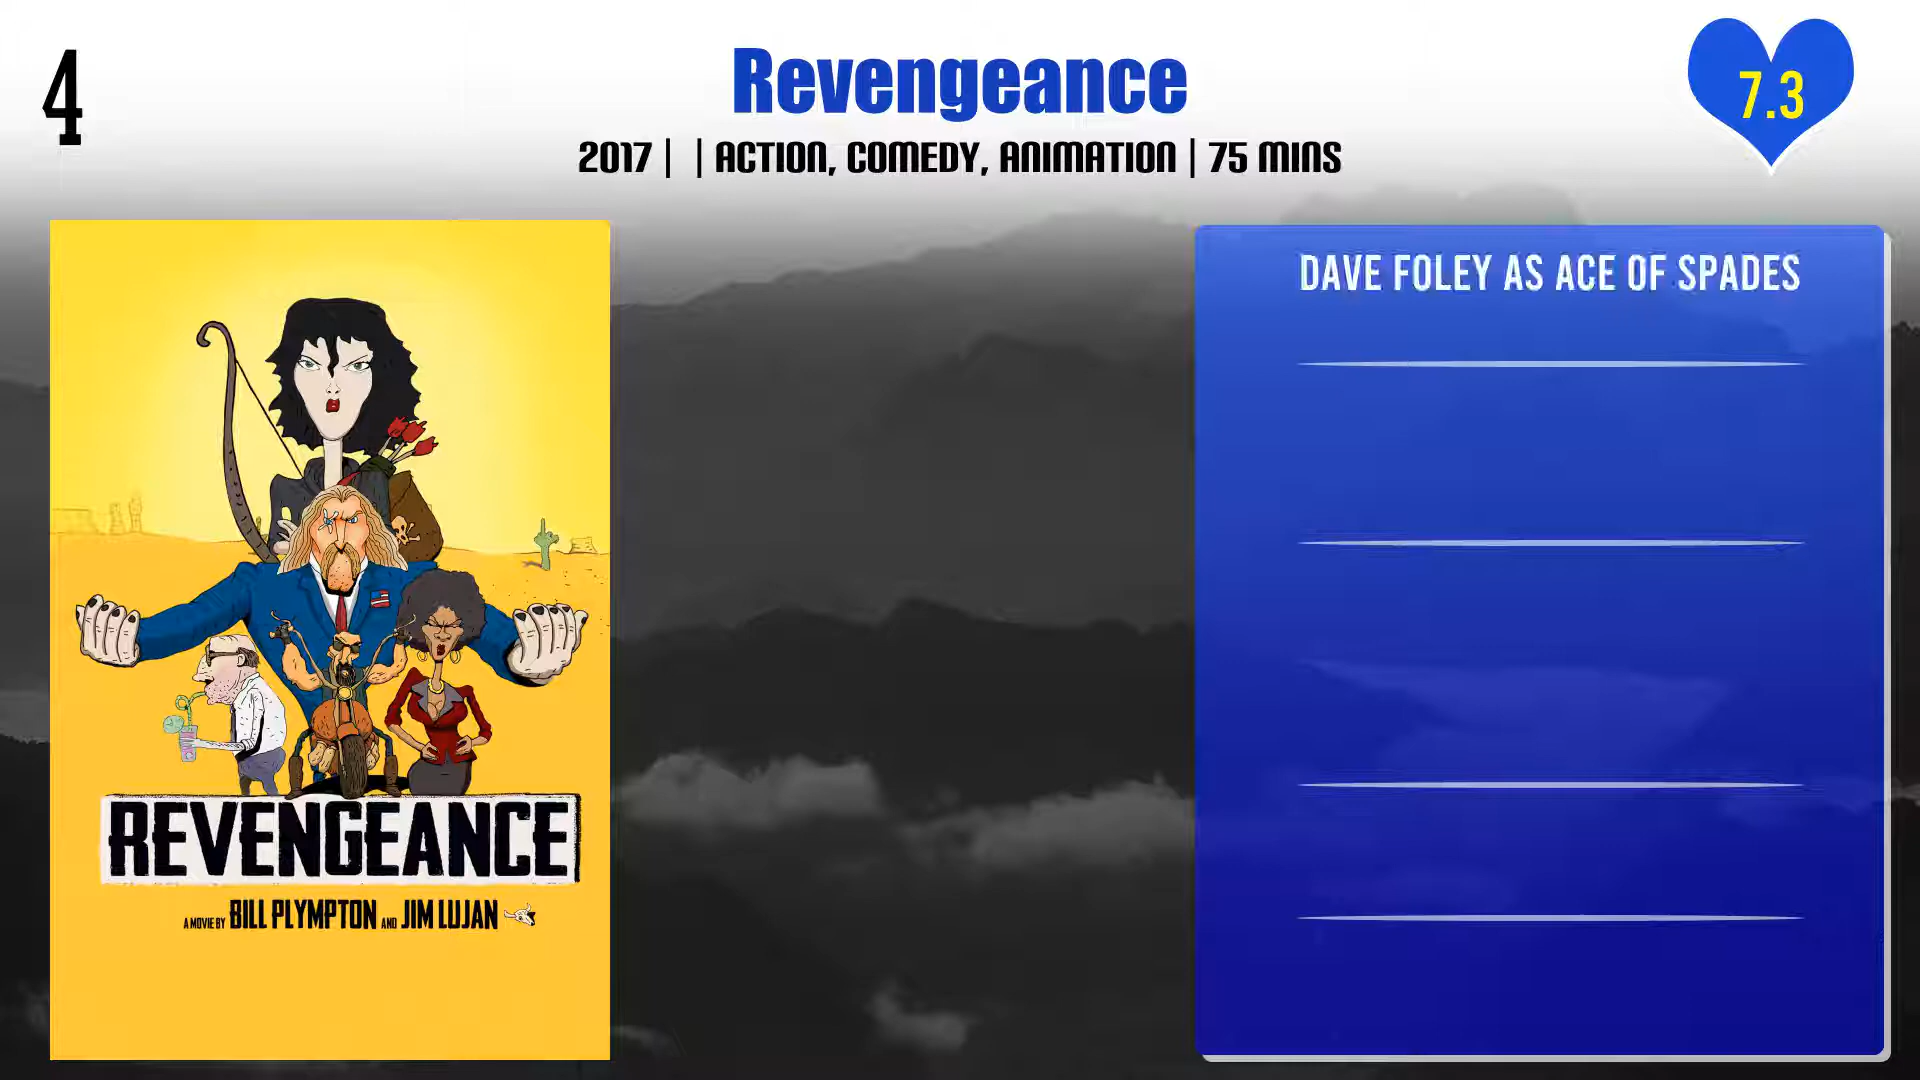 4
Revengeance
7.3
2017 | | ACTION, COMEDY, ANIMATION | 75 MINS
DAVE FOLEY AS ACE OF SPADES
REVENGEANCE
A MOVIE BY BILL PLYMPTON AND JIM LUJAN